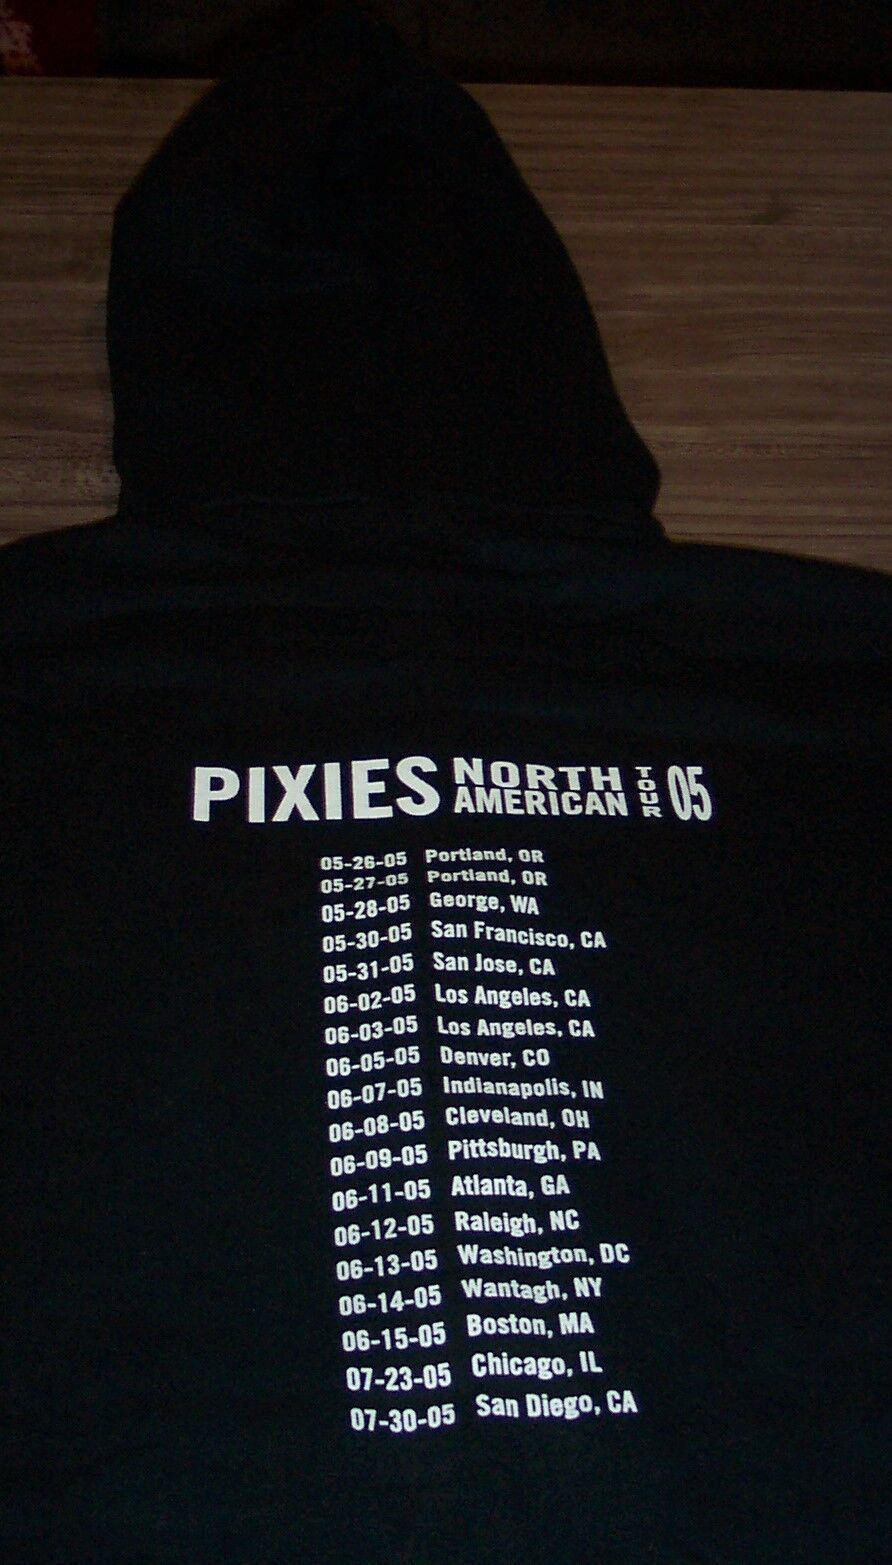 PIXIES NORTH AMERICAN TOUR 05
05-26-05 Portland, OR
05-27-05 Portland, OR
05-28-05 George, WA
05-30-05 San Francisco, CA
05-31-05 San Jose, CA
06-02-05 Los Angeles, CA
06-03-05 Los Angeles, CA
06-05-05 Denver, CO
06-07-05 Indianapolis, IN
06-08-05 Cleveland, OH
06-09-05 Pittsburgh, PA
06-11-05 Atlanta, GA
06-12-05 Raleigh, NC
06-13-05 Washington, DC
06-14-05 Wantagh, NY
06-15-05 Boston, MA
07-23-05 Chicago, IL
07-30-05 San Diego, CA